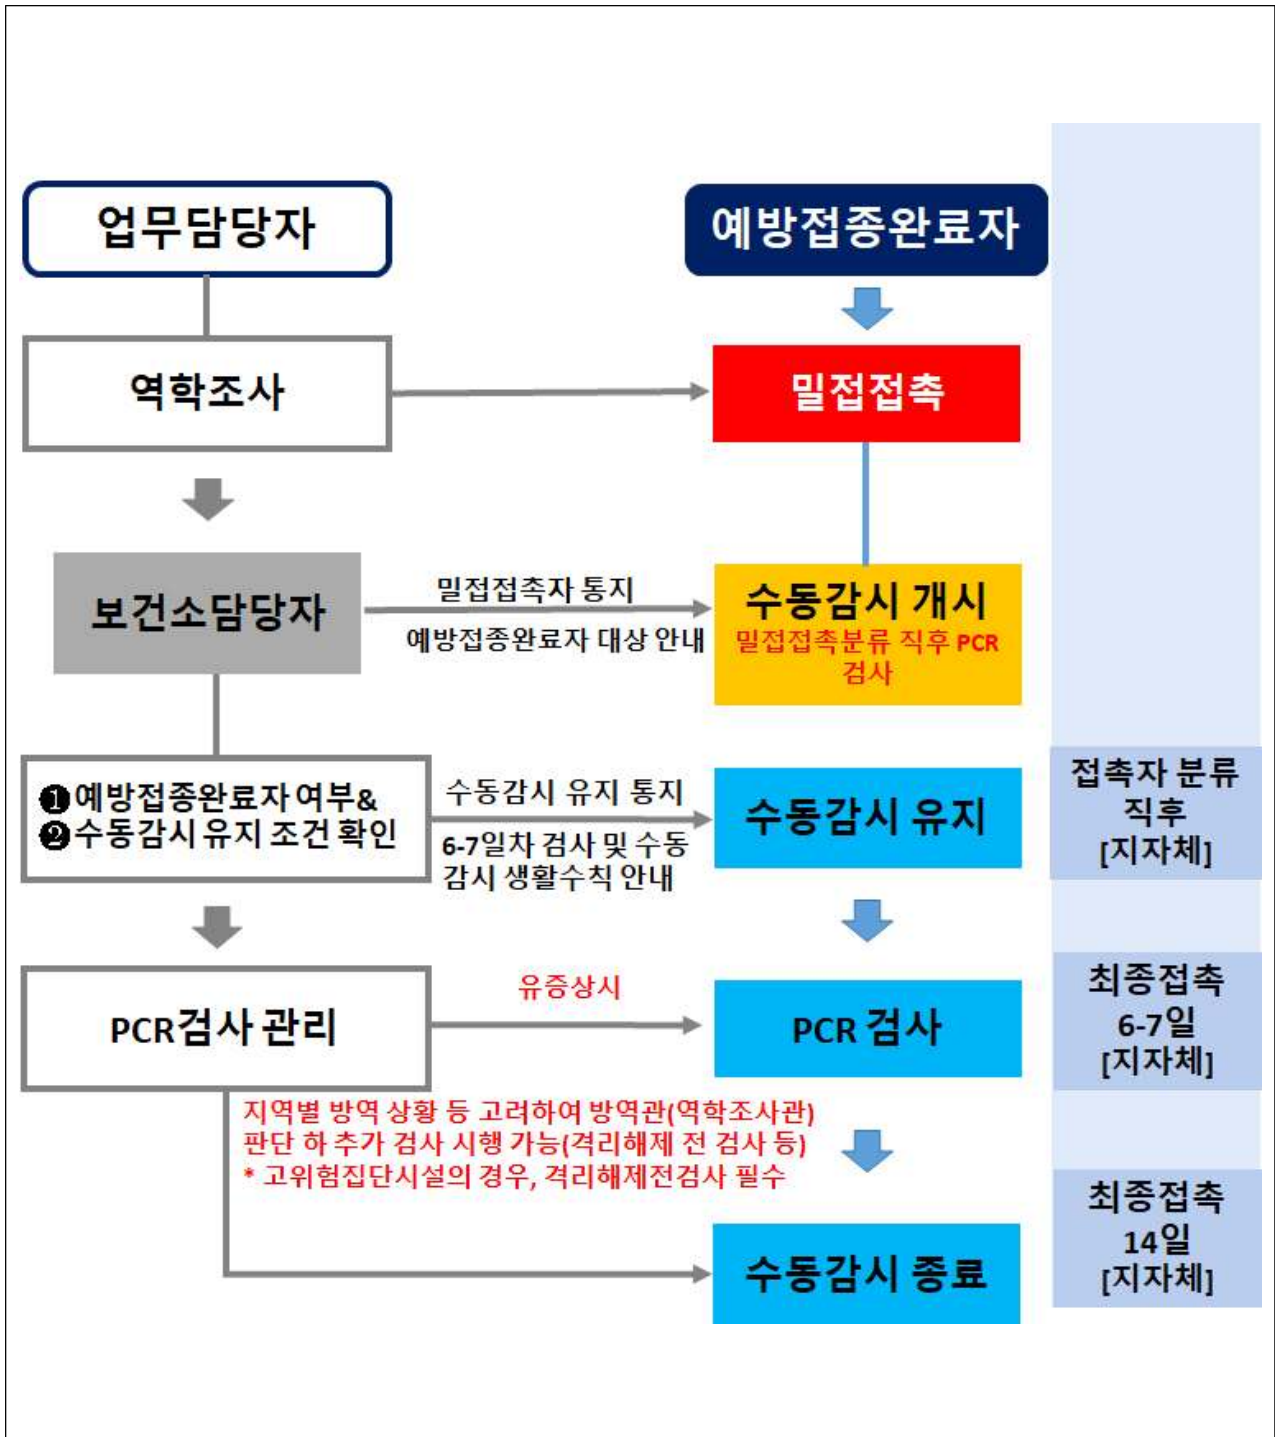 업무담당자
예방접종완료자
역학조사
밀접접촉
보건소담당자
밀접접촉자 통지
예방접종완료자 대상 안내
수동감시 개시
밀접접촉분류 직후 PCR
검사
❶예방접종완료자 여부&
❷수동감시 유지 조건 확인
수동감시 유지 통지
6-7일차 검사 및 수동
감시 생활수칙 안내
수동감시 유지
접촉자 분류
직후
[지자체]
PCR검사 관리
유증상시
PCR 검사
최종접촉
6-7일
[지자체]
지역별 방역 상황 등 고려하여 방역관(역학조사관)
판단 하 추가 검사 시행 가능(격리해제 전 검사 등)
* 고위험집단시설의 경우, 격리해제전검사 필수
수동감시 종료
최종접촉
14일
[지자체]